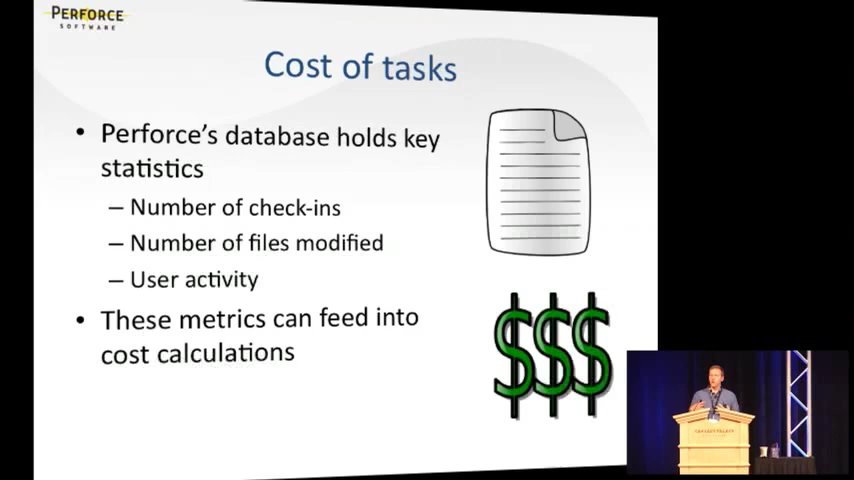 PERFORCE
SOFTWARE
Cost of tasks
• Perforce's database holds key
statistics
– Number of check-ins
– Number of files modified
– User activity
• These metrics can feed into
cost calculations
$$$